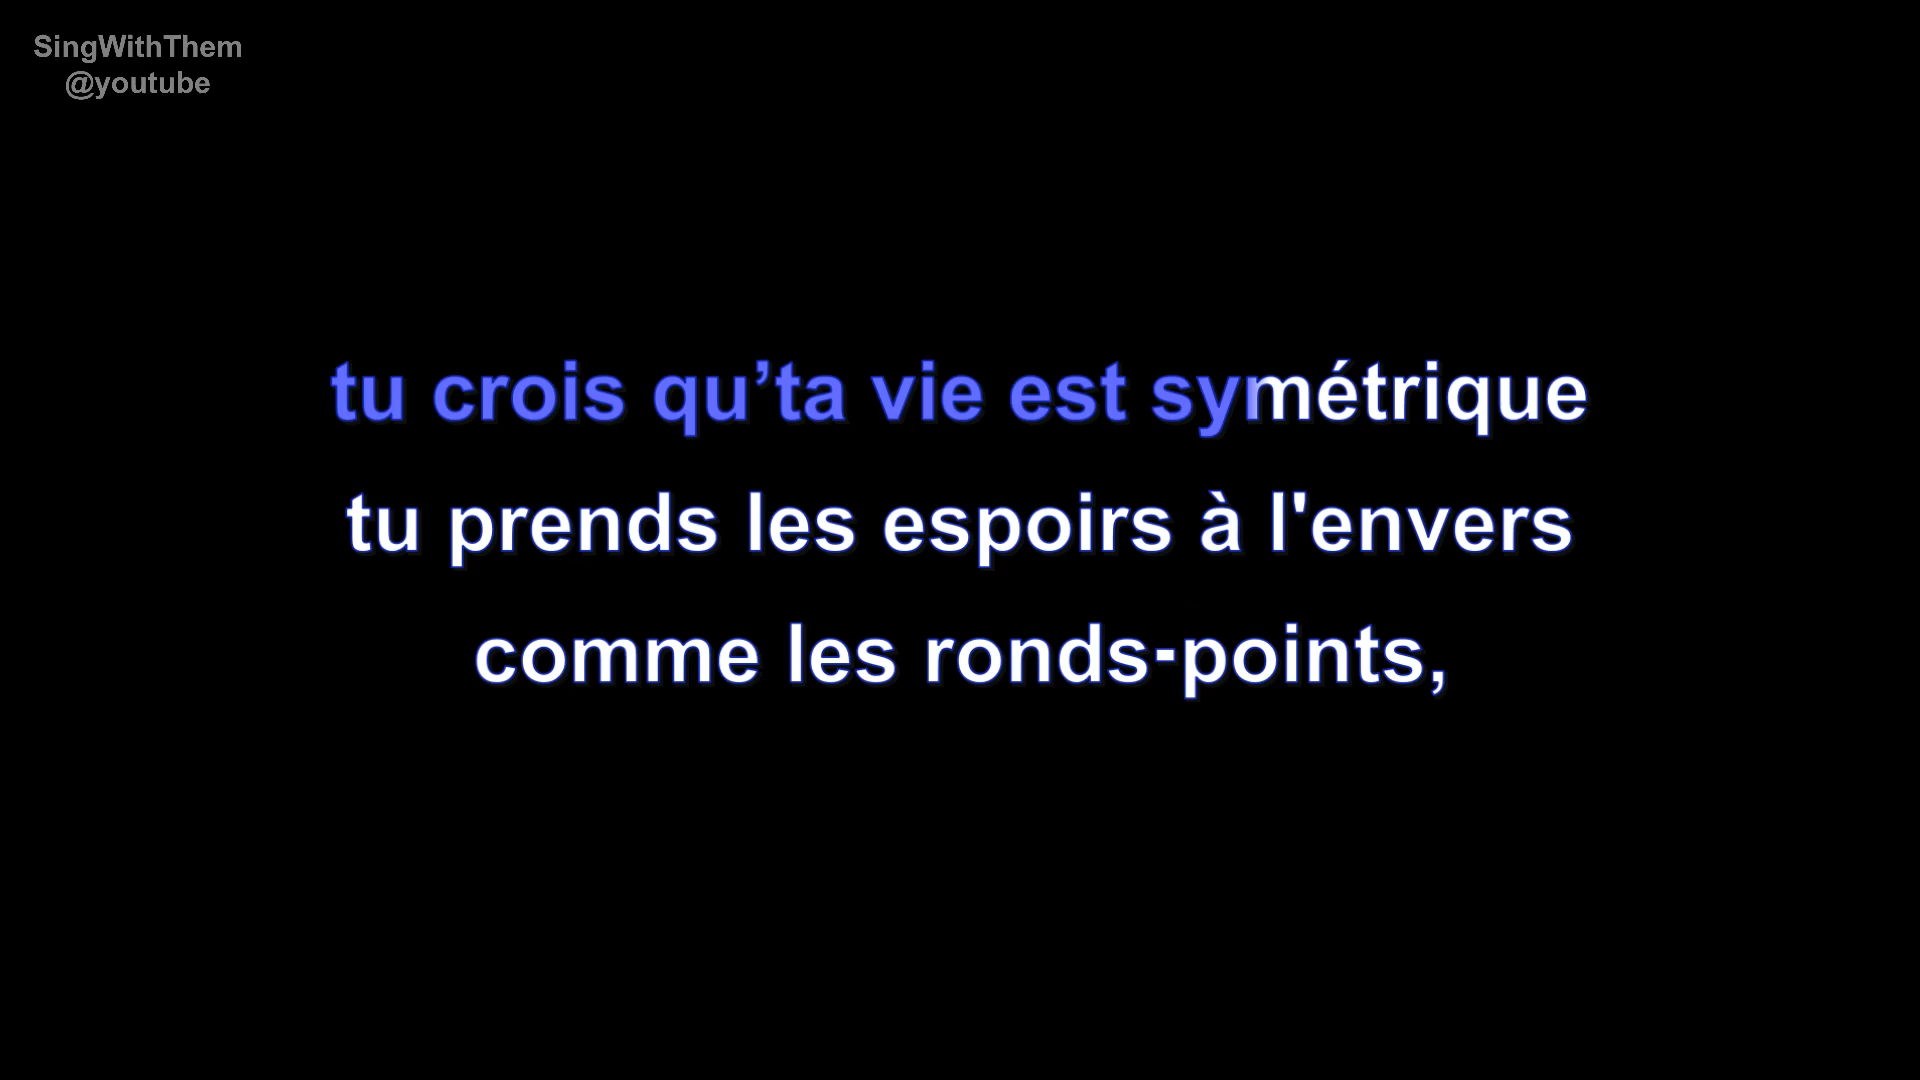 SingWithThem
@youtube
tu crois qu’ta vie est symétrique
tu prends les espoirs à l'envers
comme les ronds-points,